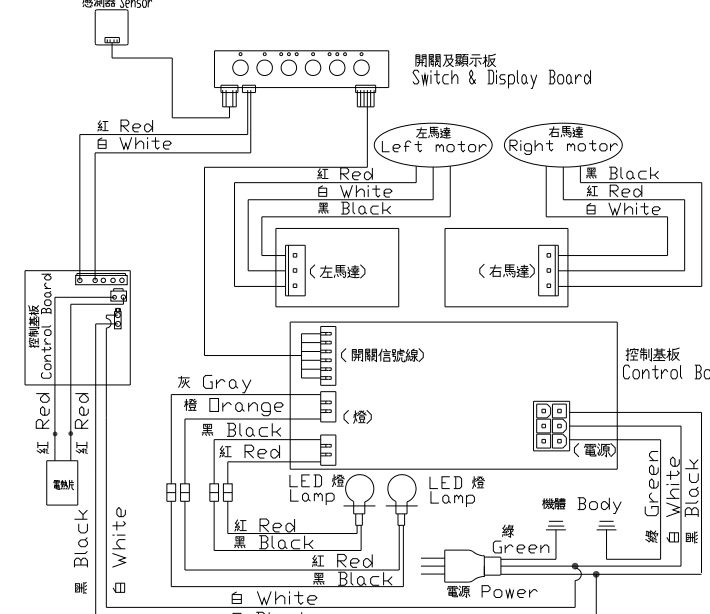 感測器 Sensor
開關及顯示板
Switch & Display Board
紅 Red
白 White
左馬達
Left motor
右馬達
Right motor
紅 Red
白 White
黑 Black
黑 Black
紅 Red
白 White
(左馬達)
(右馬達)
控制基板
Control Board
(開關信號線)
控制基板
Control Bo
灰 Gray
橙 Orange
黑 Black
紅 Red
(燈)
(電源)
紅 Red
紅 Red
電熱片
LED 燈
Lamp
LED 燈
Lamp
機體 Body
綠 Green
白 White
黑 Black
紅 Red
黑 Black
綠
Green
紅 Red
黑 Black
電源 Power
黑 Black
白 White
白 White